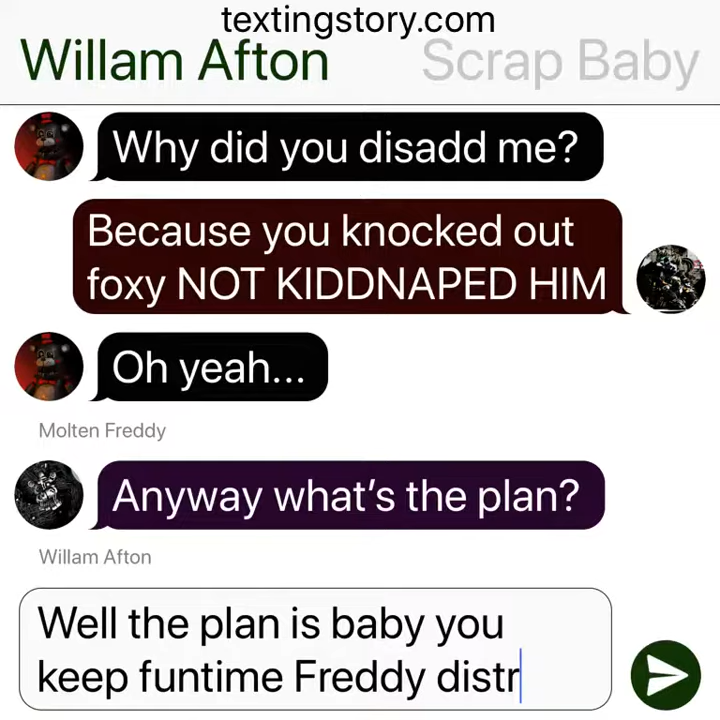 textingstory.com
Willam Afton Scrap Baby
Why did you disadd me?
Because you knocked out
foxy NOT KIDDNAPED HIM
Oh yeah...
Molten Freddy
Anyway what’s the plan?
Willam Afton
Well the plan is baby you
keep funtime Freddy distr